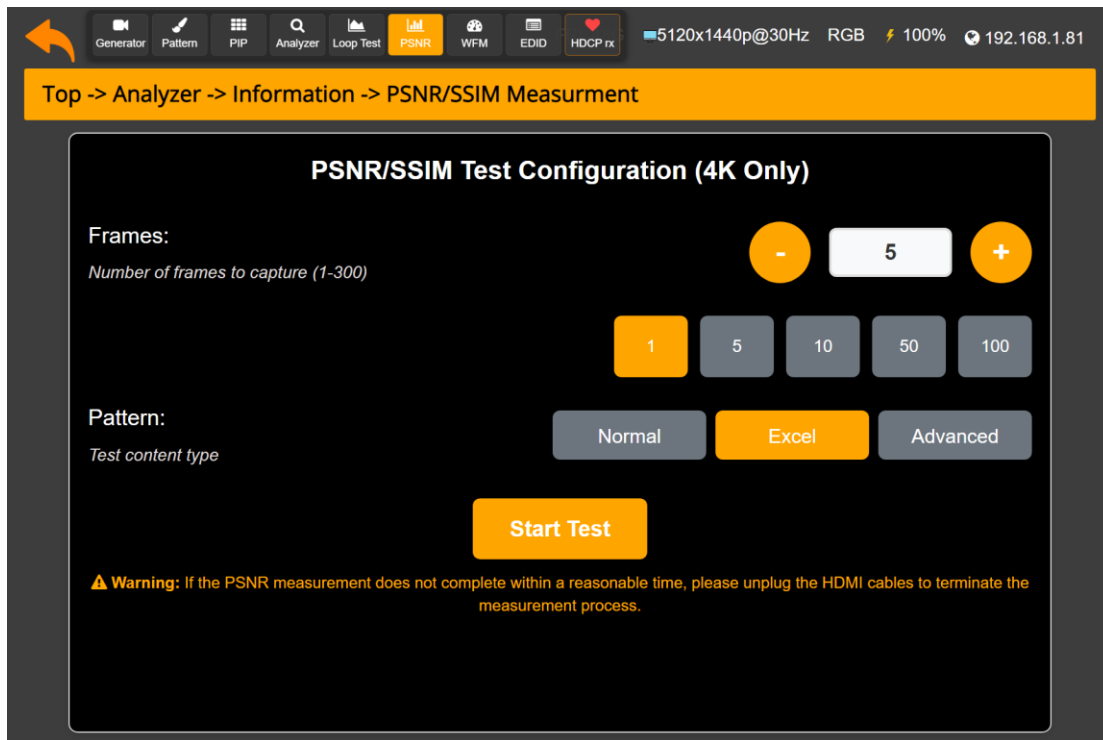 Generator Pattern PIP Analyzer Loop Test PSNR WFM EDID HDCP rx 5120x1440p@30Hz RGB 100% 192.168.1.81
Top -> Analyzer -> Information -> PSNR/SSIM Measurment
PSNR/SSIM Test Configuration (4K Only)
Frames:
- 5 +
Number of frames to capture (1-300)
1 5 10 50 100
Pattern:
Normal Excel Advanced
Test content type
Start Test
Warning: If the PSNR measurement does not complete within a reasonable time, please unplug the HDMI cables to terminate the
measurement process.